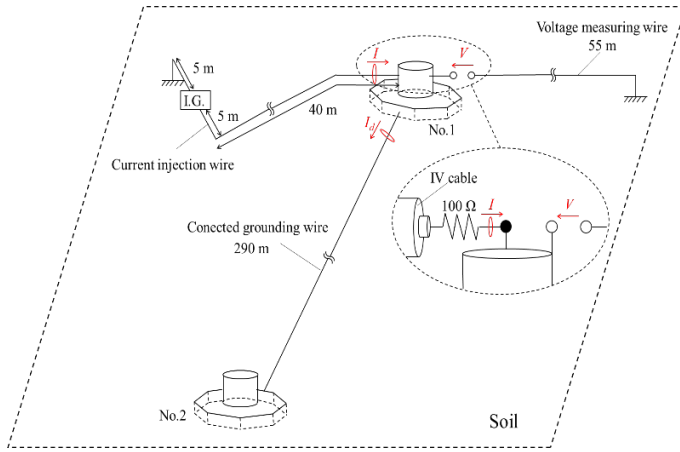 Voltage measuring wire
55 m
5 m
I
V
I.G.
5 m
40 m
No.1
I_d
Current injection wire
IV cable
100 Ω
I
V
Conected grounding wire
290 m
No.2
Soil